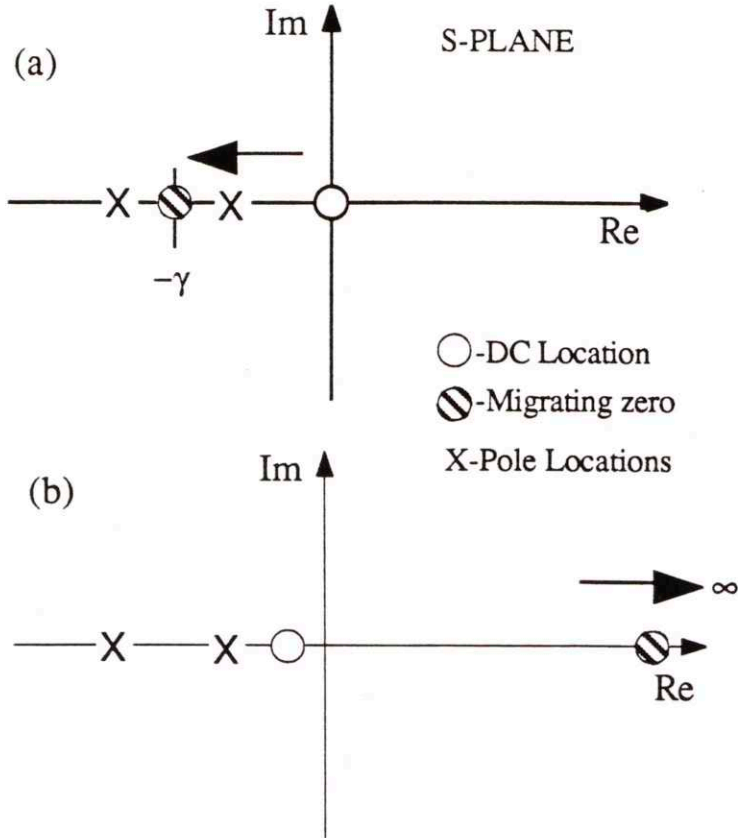 Im
S-PLANE
(a)
X
X
Re
−γ
-DC Location
-Migrating zero
X-Pole Locations
Im
(b)
∞
X
X
Re